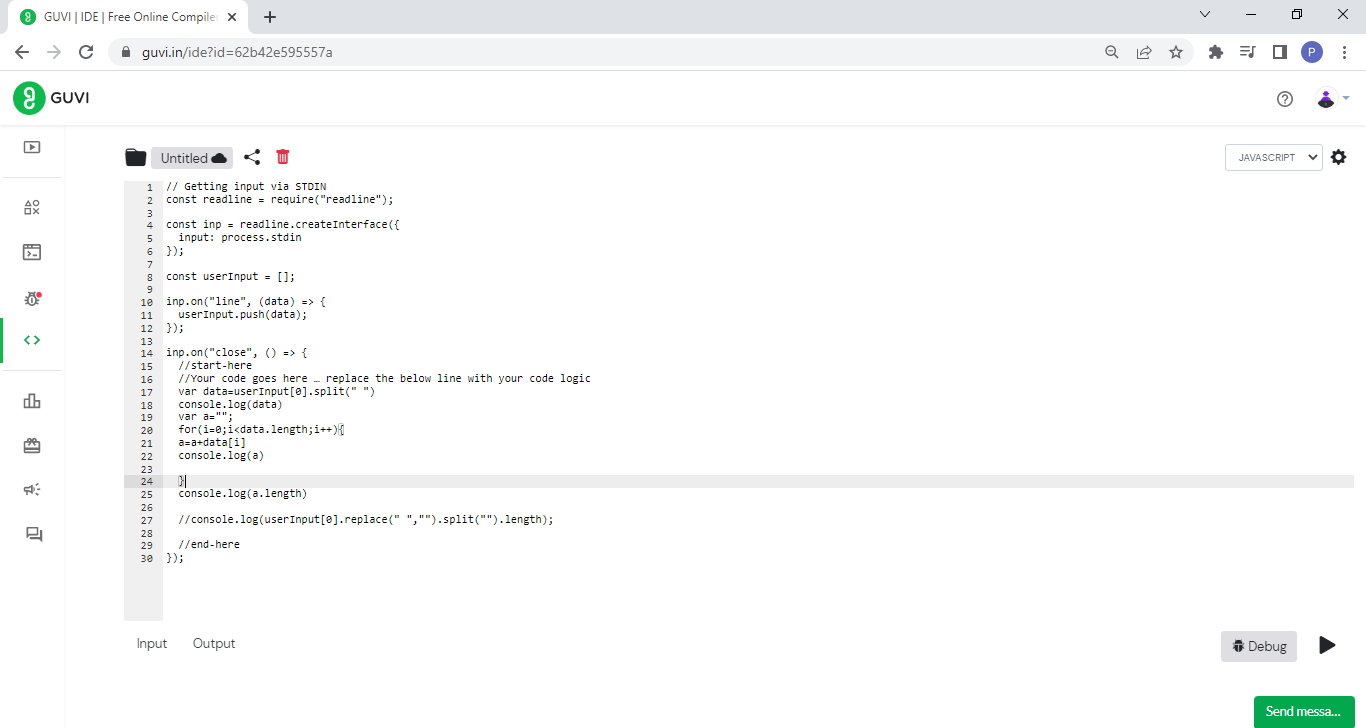 GUVI | IDE | Free Online Compiler
guvi.in/ide?id=62b42e595557a
P
GUVI
Untitled
JAVASCRIPT
1 // Getting input via STDIN
2 const readline = require("readline");
3
4 const inp = readline.createInterface({
5 input: process.stdin
6 });
7
8 const userInput = [];
9
10 inp.on("line", (data) => {
11 userInput.push(data);
12 });
13
14 inp.on("close", () => {
15 //start-here
16 //Your code goes here … replace the below line with your code logic
17 var data=userInput[0].split(" ")
18 console.log(data)
19 var a="";
20 for(i=0;i<data.length;i++){
21 a=a+data[i]
22 console.log(a)
23
24 }
25 console.log(a.length)
26
27 //console.log(userInput[0].replace(" ","").split("").length);
28
29 //end-here
30 });
Input Output
Debug
Send messa...